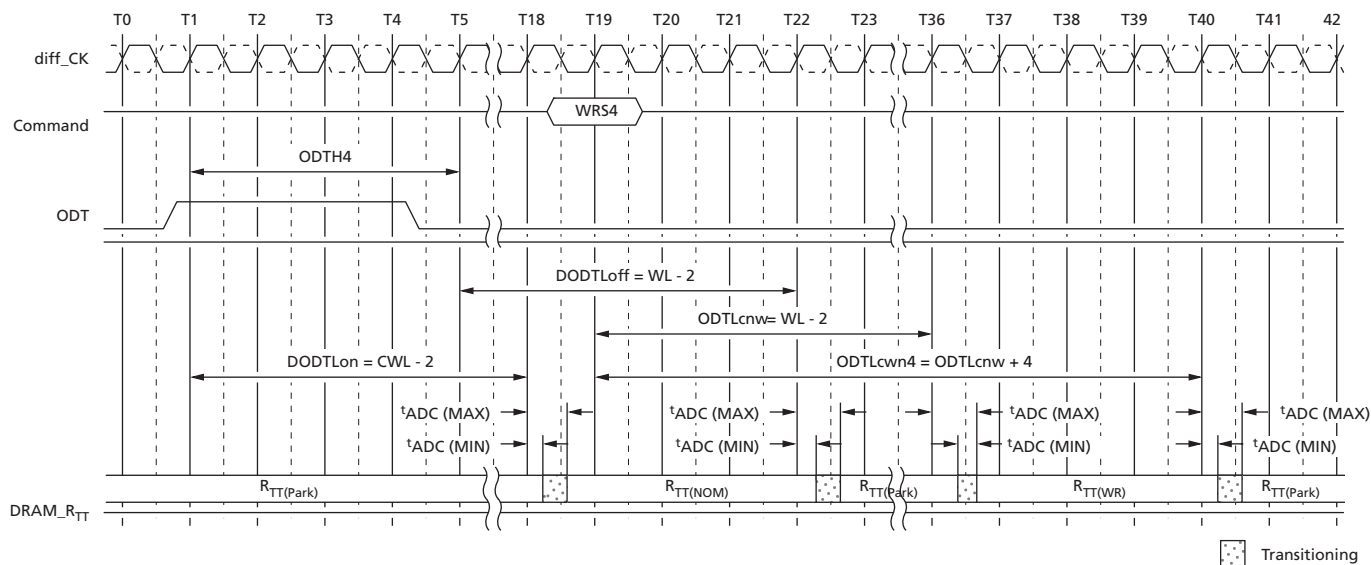 T0 T1 T2 T3 T4 T5 T18 T19 T20 T21 T22 T23 T36 T37 T38 T39 T40 T41 42
diff_CK
Command WRS4
ODTH4
ODT
DODTLoff = WL - 2
ODTLcnw= WL - 2
DODTLon = CWL - 2 ODTLcwn4 = ODTLcnw + 4
tADC (MAX) tADC (MAX) tADC (MAX) tADC (MAX)
tADC (MIN) tADC (MIN) tADC (MIN) tADC (MIN)
RTT(Park) RTT(NOM) RTT(Park) RTT(WR) RTT(Park)
DRAM_RTT
Transitioning